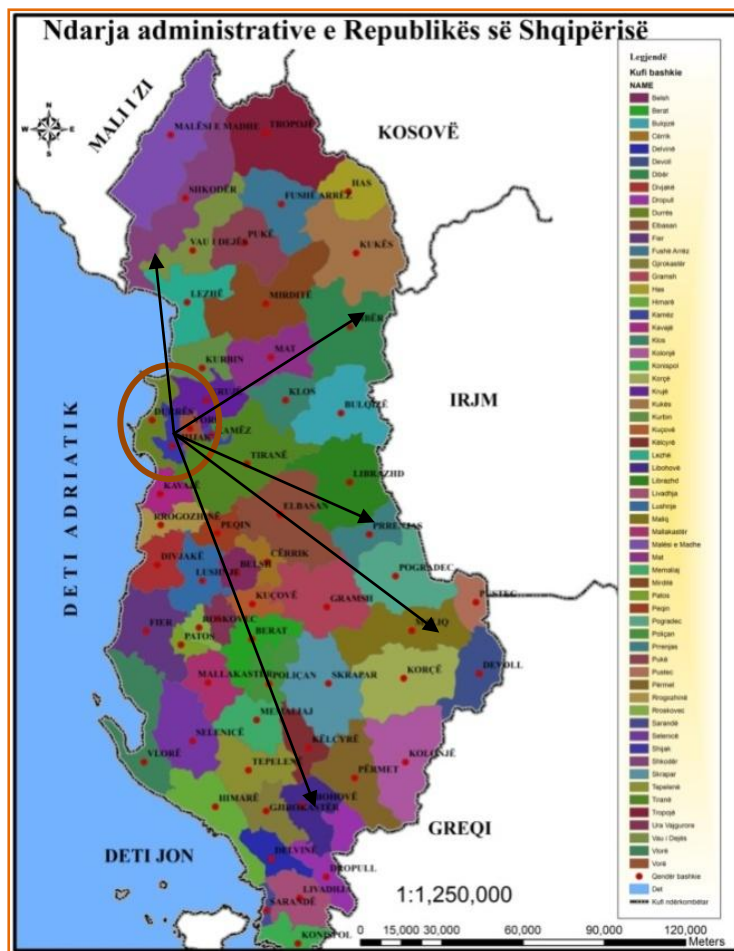 Ndarja administrative e Republikës së Shqipërisë
MALI I ZI
KOSOVË
IRJM
GREQI
DETI ADRIATIK
DETI JON
N
W
E
S
MALËSI E MADHE
TROPOJË
SHKODËR
FUSHË ARRËZ
HAS
VAU I DEJËS
PUKË
KUKËS
LEZHË
MIRDITË
KURBIN
MAT
KLOS
BULQIZË
TIRANË
LIBRAZHD
KAVAJË
ELBASAN
RROGOZHINË
PEQIN
PRRENJAS
DIVJAKË
BELSH
CËRRIK
POGRADEC
KUÇOVË
GRAMSH
FIER
ROSKOVEC
PATOS
BERAT
KORÇË
DEVOLL
MALLAKASTËR
POLIÇAN
SKRAPAR
MEMALIAJ
SELENICË
KËLCYRË
VLORË
TEPELENË
PËRMET
KOLONJË
HIMARË
DELVINË
DROPULL
SARANDË
KONISPOL
1:1,250,000
0 15,000 30,000 60,000 90,000 120,000
Meters
Legjendë
Kufi bashkie
NAME
Belsh
Berat
Bulqizë
Cërrik
Delvinë
Devoll
Dibër
Divjakë
Dropull
Durrës
Elbasan
Fier
Fushë Arrëz
Gjirokastër
Gramsh
Has
Himarë
Kamëz
Kavajë
Klos
Kolonjë
Konispol
Korçë
Krujë
Kukës
Kurbin
Kuçovë
Këlcyrë
Lezhë
Libohovë
Librazhd
Livadhja
Lushnje
Maliq
Mallakastër
Malësi e Madhe
Mat
Memaliaj
Mirditë
Patos
Peqin
Pogradec
Poliçan
Prrenjas
Pukë
Pustec
Përmet
Rrogozhinë
Sarandë
Selenicë
Shijak
Shkodër
Skrapar
Tepelenë
Tiranë
Tropojë
Ura Vajgurore
Vau i Dejës
Vlorë
Vorë
Qendër bashkie
Det
Kufi ndërkombëtar